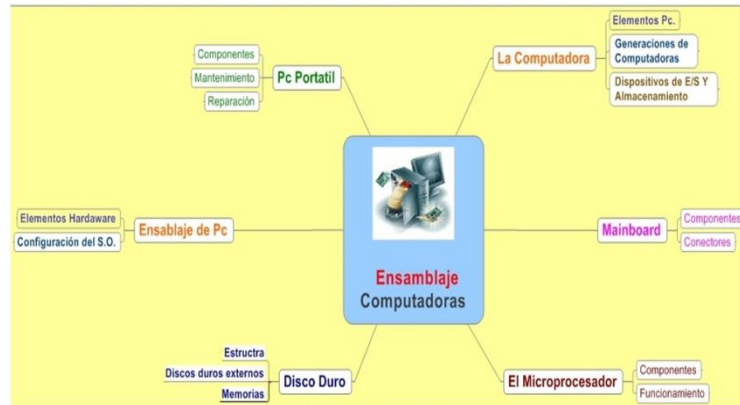 Ensamblaje
Computadoras
La Computadora
Elementos Pc.
Generaciones de
Computadoras
Dispositivos de E/S Y
Almacenamiento
Mainboard
Componentes
Conectores
El Microprocesador
Componentes
Funcionamiento
Disco Duro
Estructra
Discos duros externos
Memorias
Ensablaje de Pc
Elementos Hardaware
Configuración del S.O.
Pc Portatil
Componentes
Mantenimiento
Reparación